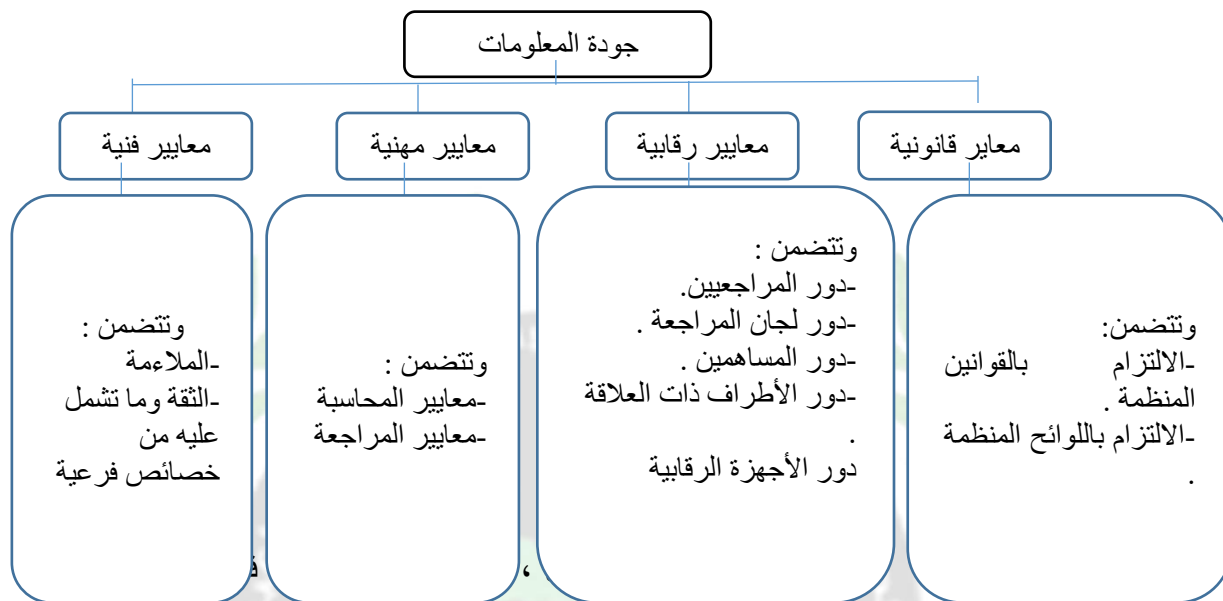 جودة المعلومات
معاير قانونية
معايير رقابية
معايير مهنية
معايير فنية
وتتضمن:
-الالتزام بالقوانين
المنظمة .
-الالتزام باللوائح المنظمة
.
وتتضمن :
-دور المراجعيين.
-دور لجان المراجعة .
-دور المساهمين .
-دور الأطراف ذات العلاقة
.
دور الأجهزة الرقابية
وتتضمن :
-معايير المحاسبة
-معايير المراجعة
وتتضمن :
-الملاءمة
-الثقة وما تشمل
عليه من
خصائص فرعية